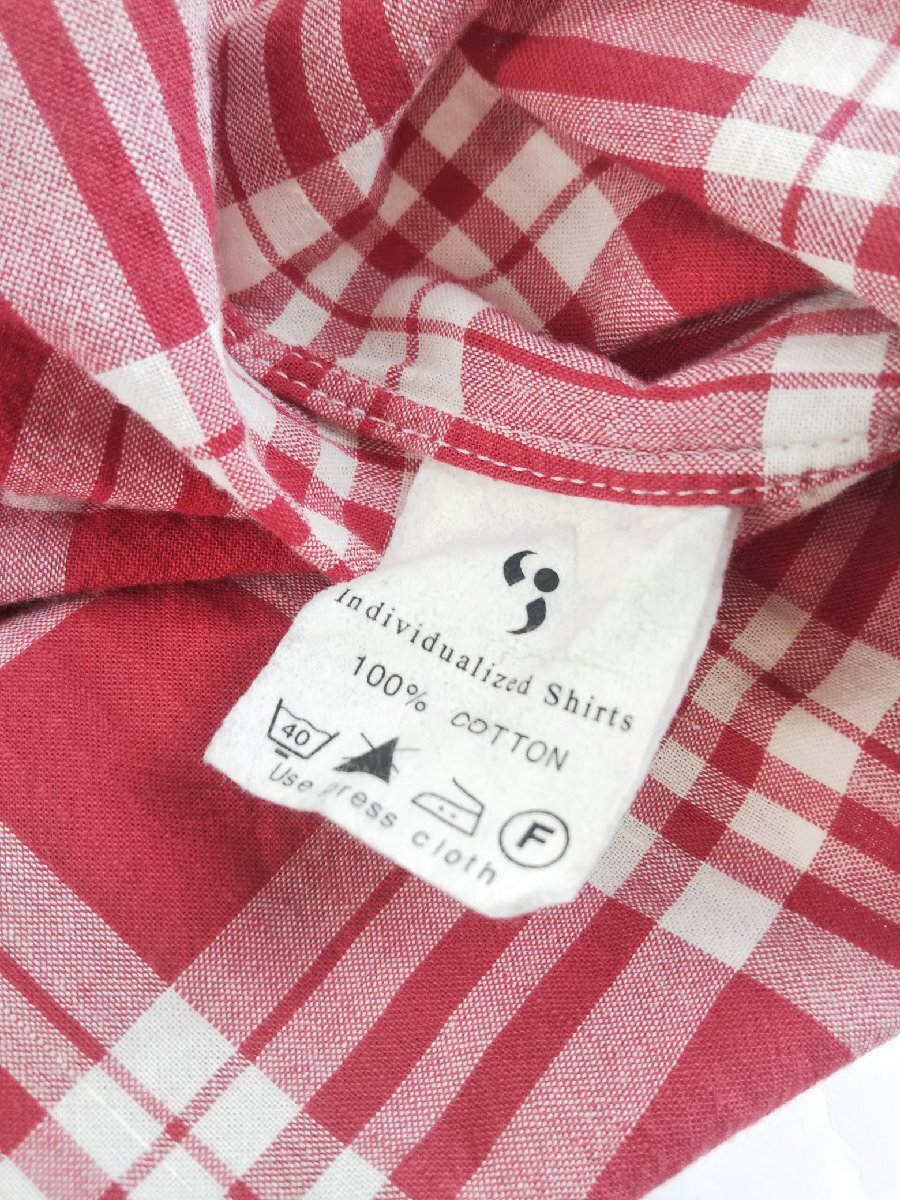 Individualized Shirts
100% COTTON
40 F
Use press cloth